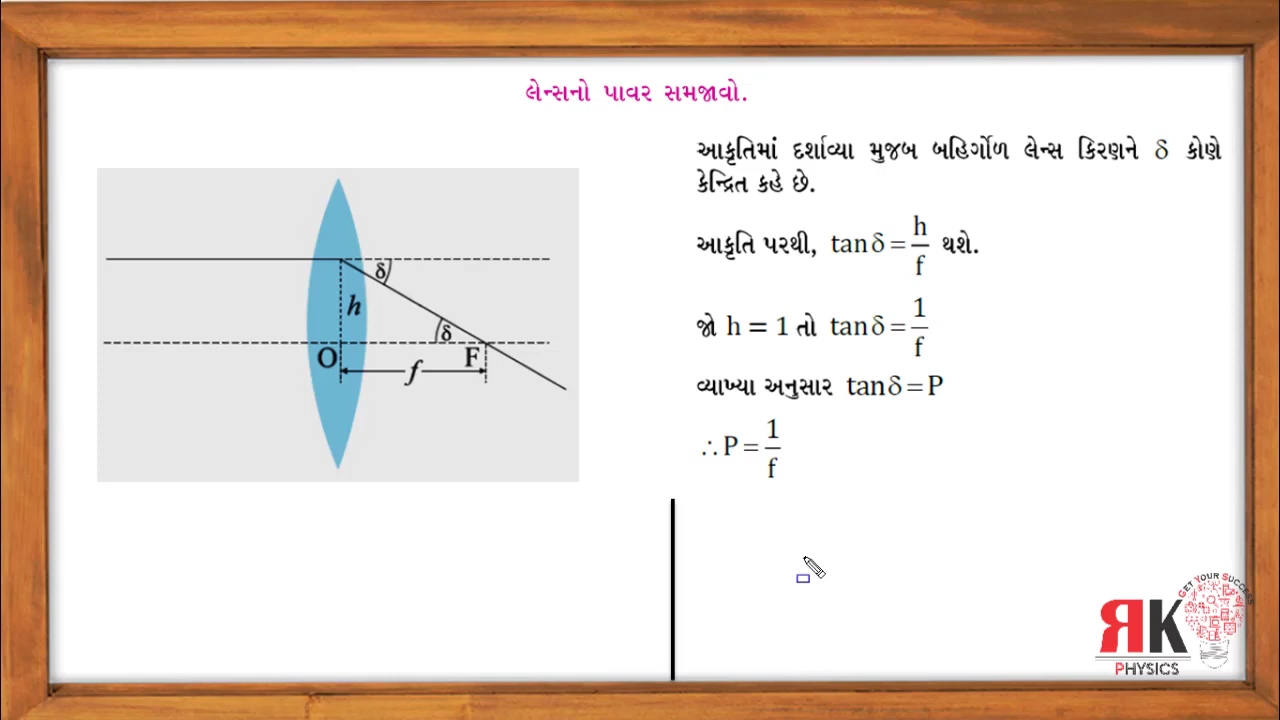 લેન્સનો પાવર સમજાવો.
આકૃતિમાં દર્શાવ્યા મુજબ બહિર્ગોળ લેન્સ કિરણને δ કોણે
કેન્દ્રિત કહે છે.
આકૃતિ પરથી, tanδ = h/f થશે.
જો h = 1 તો tanδ = 1/f
વ્યાખ્યા અનુસાર tanδ = P
∴ P = 1/f
δ
h
δ
O
F
f
GET YOUR SUCCESS
RK
PHYSICS